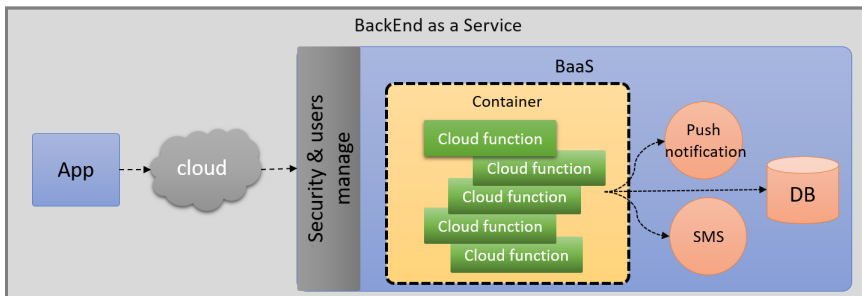 BackEnd as a Service
App
cloud
Security & users
manage
BaaS
Container
Cloud function
Cloud function
Cloud function
Cloud function
Cloud function
Push
notification
DB
SMS